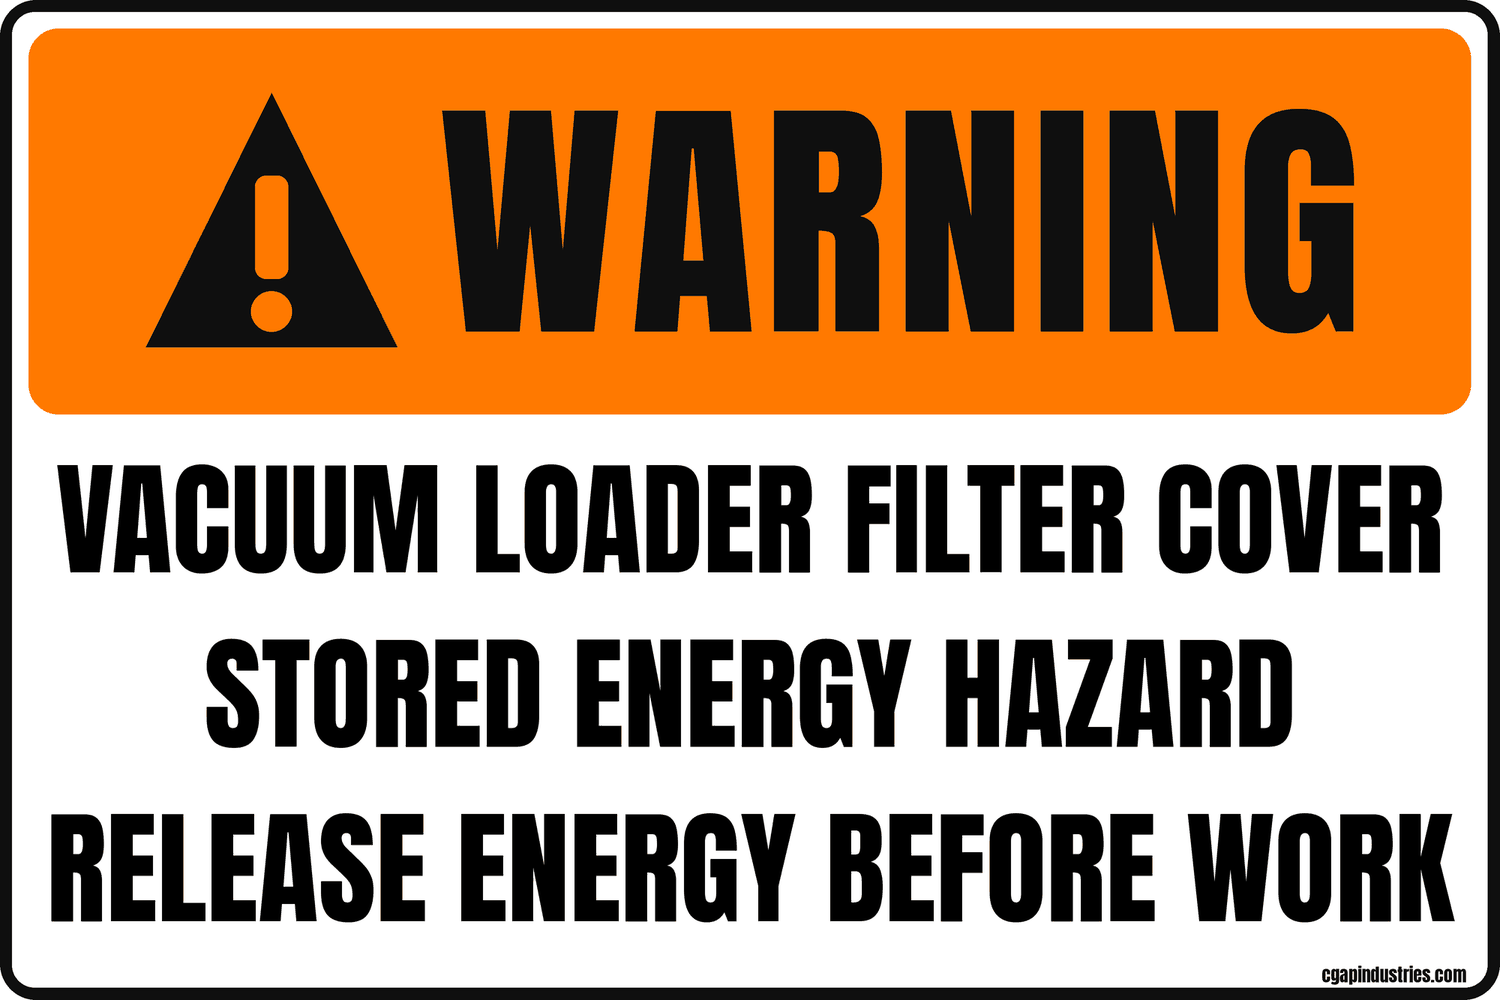 WARNING
VACUUM LOADER FILTER COVER
STORED ENERGY HAZARD
RELEASE ENERGY BEFORE WORK
cgapindustries.com